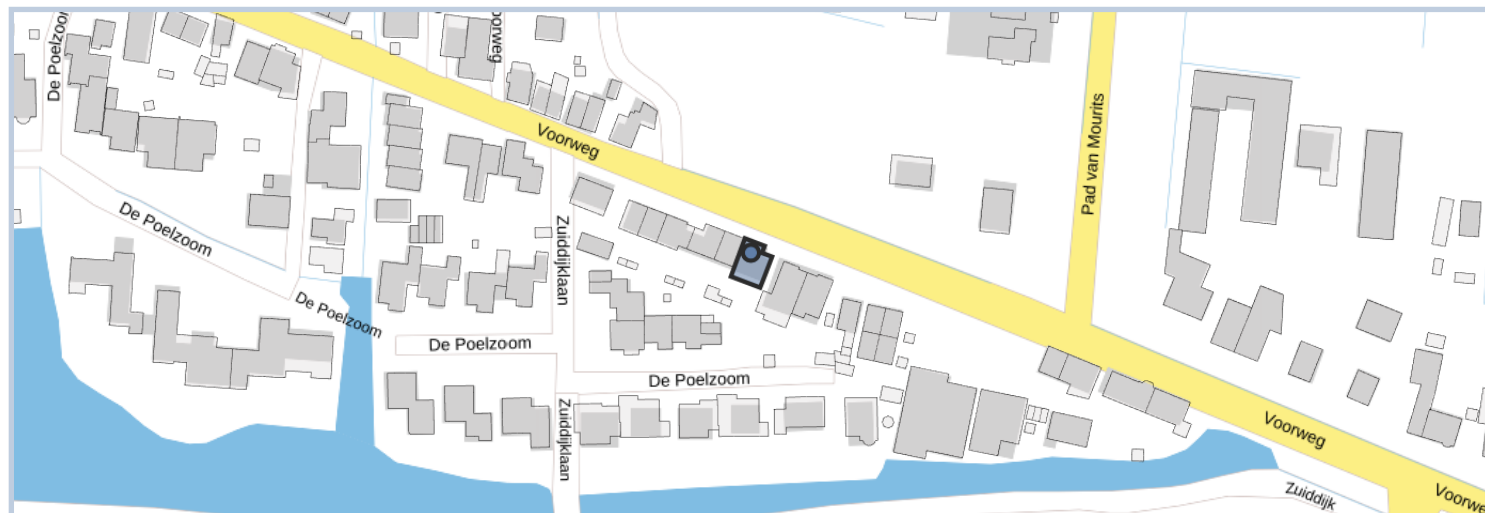 De Poelzoom
Voorweg
Voorweg
Pad van Mourits
De Poelzoom
Zuiddijklaan
De Poelzoom
De Poelzoom
De Poelzoom
Zuiddijklaan
Voorweg
Zuiddijk
Voorweg